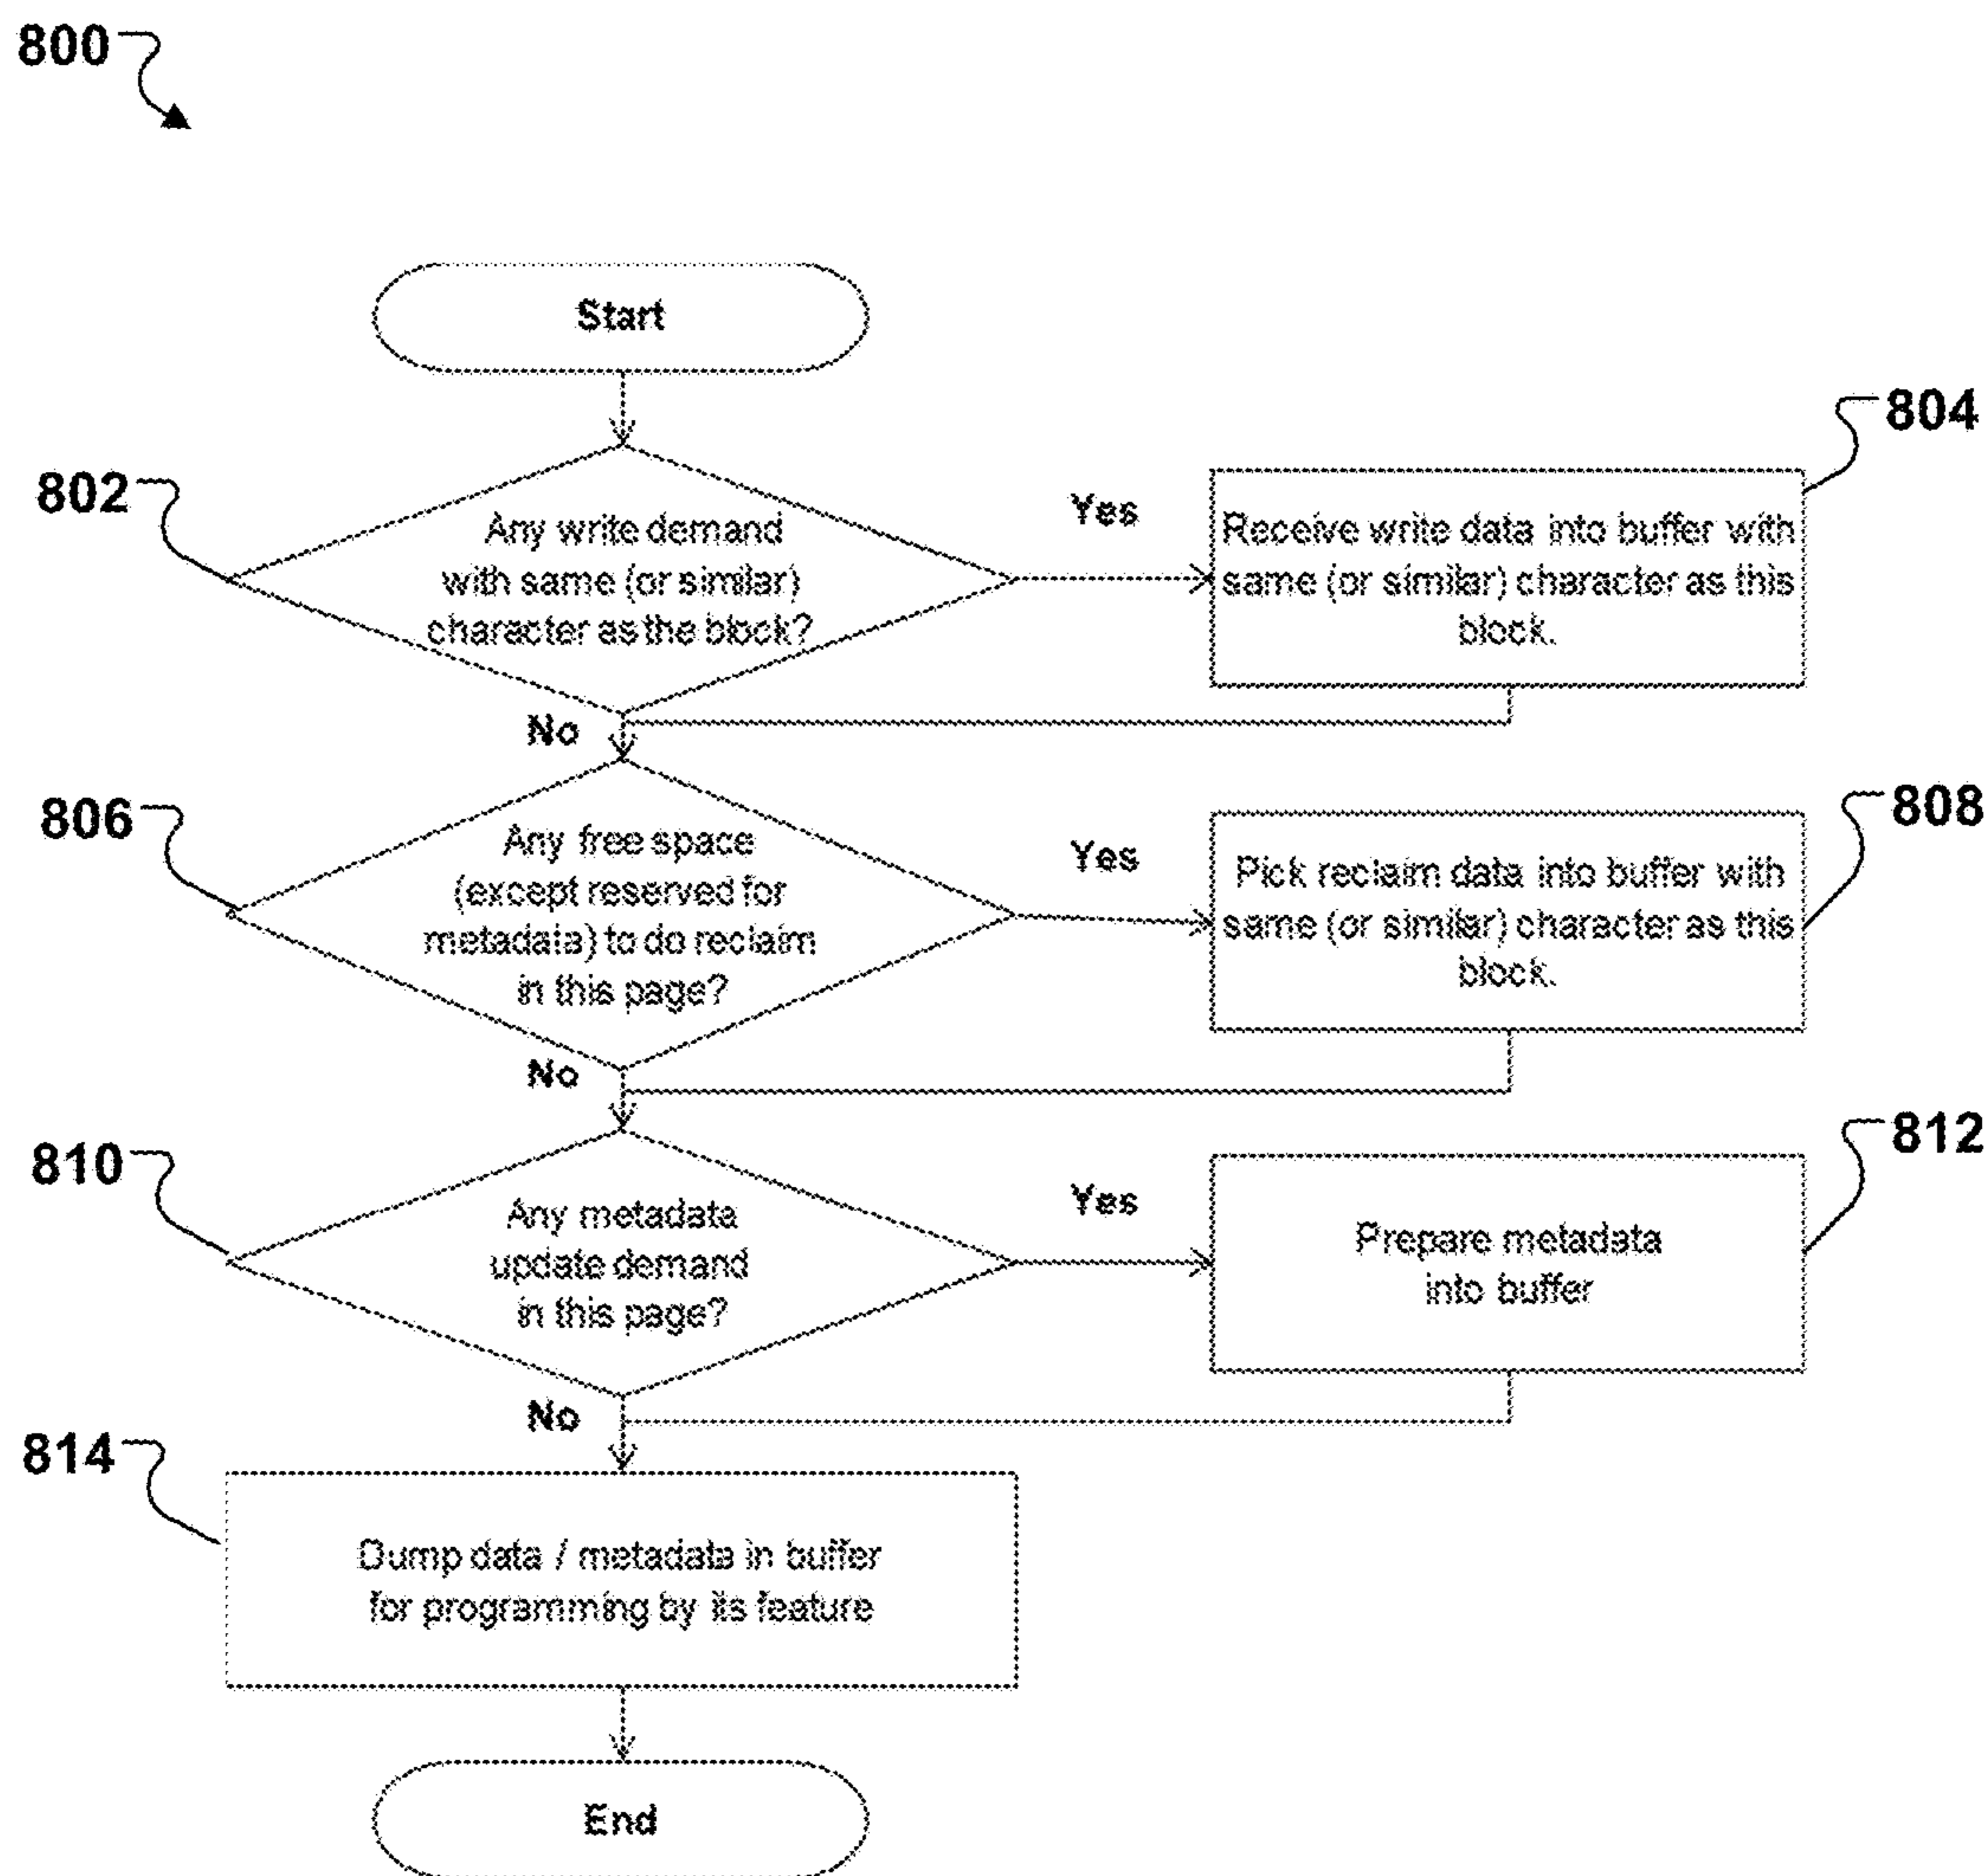 800
Start
802
Any write demand
with same (or similar)
character as the block?
Yes
804
Receive write data into buffer with
same (or similar) character as this
block.
No
806
Any free space
(except reserved for
metadata) to do reclaim
in this page?
Yes
808
Pick reclaim data into buffer with
same (or similar) character as this
block.
No
810
Any metadata
update demand
in this page?
Yes
812
Prepare metadata
into buffer
No
814
Dump data / metadata in buffer
for programming by its feature
End